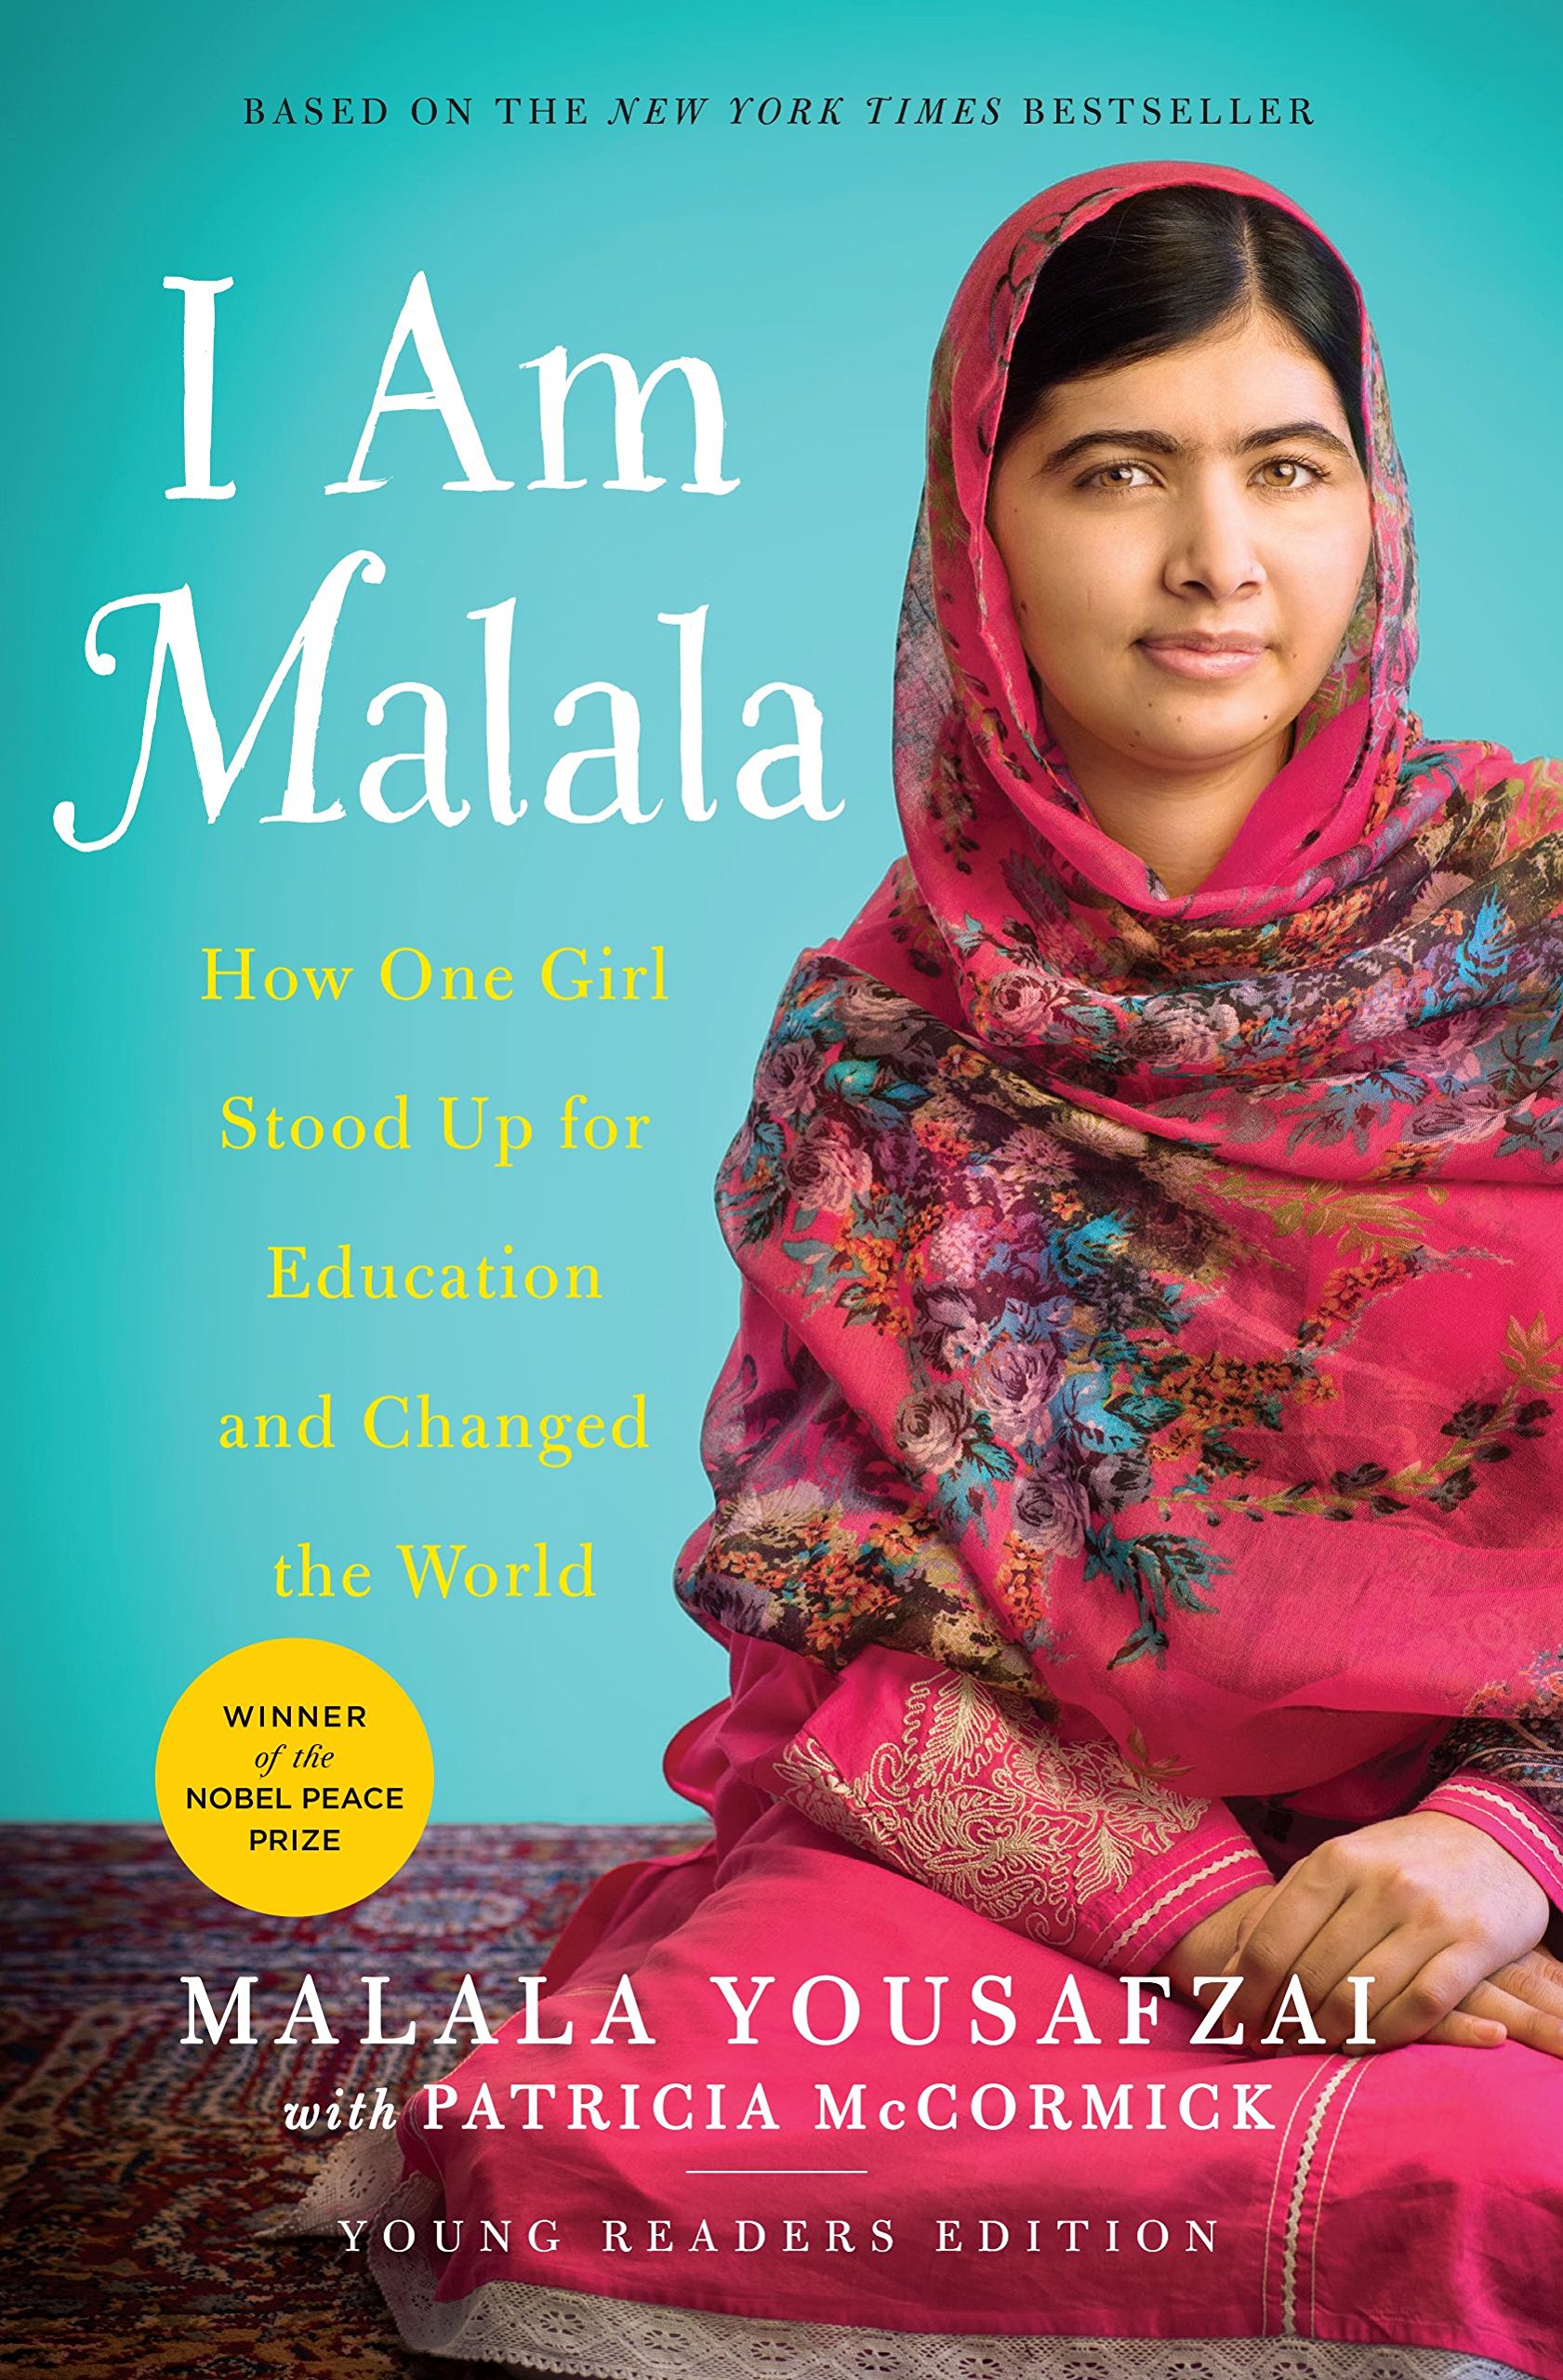 BASED ON THE NEW YORK TIMES BESTSELLER
I Am
Malala
How One Girl
Stood Up for
Education
and Changed
the World
WINNER
of the
NOBEL PEACE
PRIZE
MALALA YOUSAFZAI
with PATRICIA McCORMICK
YOUNG READERS EDITION